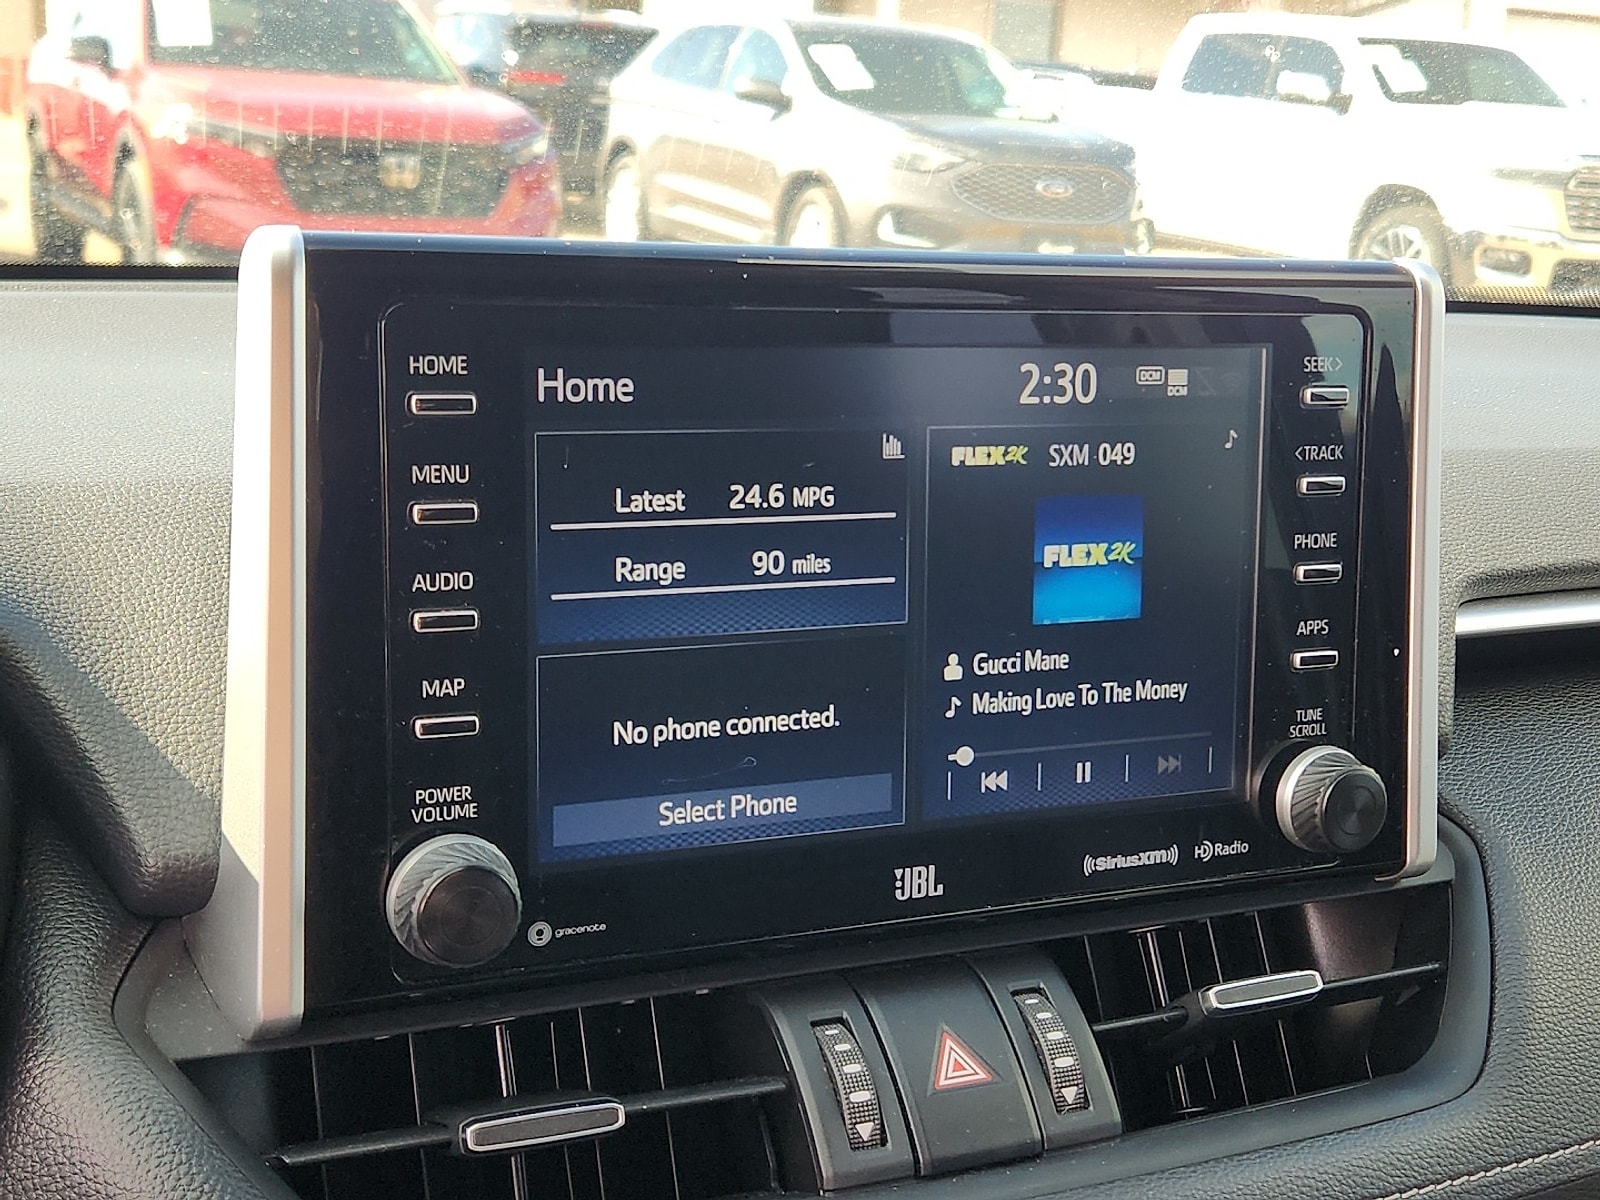 HOME
MENU
AUDIO
MAP
POWER
VOLUME
Home
2:30
DCM
DCM
Latest 24.6 MPG
Range 90 miles
No phone connected.
Select Phone
FLEX2K SXM 049
FLEX2K
Gucci Mane
Making Love To The Money
SEEK>
<TRACK
PHONE
APPS
TUNE
SCROLL
gracenote
JBL
((SiriusXM))
HD Radio